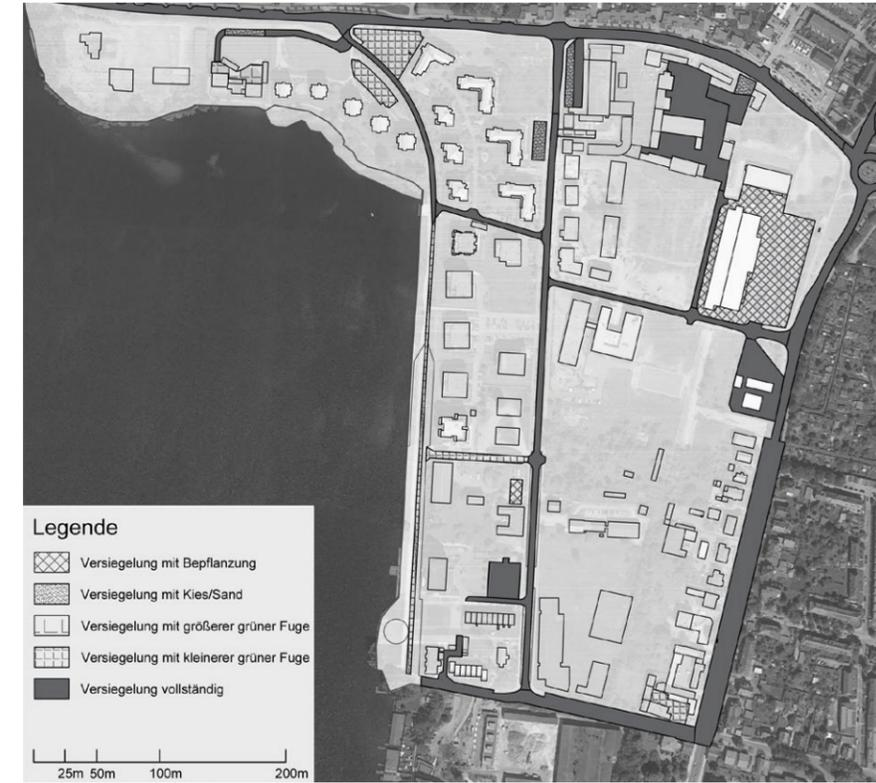 Legende
Versiegelung mit Bepflanzung
Versiegelung mit Kies/Sand
Versiegelung mit größerer grüner Fuge
Versiegelung mit kleinerer grüner Fuge
Versiegelung vollständig
25m 50m 100m 200m